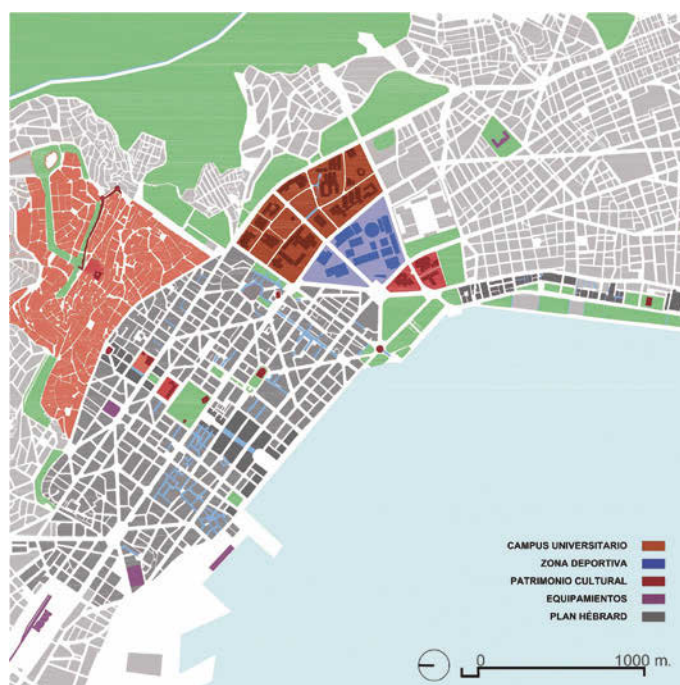 CAMPUS UNIVERSITARIO
ZONA DEPORTIVA
PATRIMONIO CULTURAL
EQUIPAMIENTOS
PLAN HÉBRARD
0 1000 m.